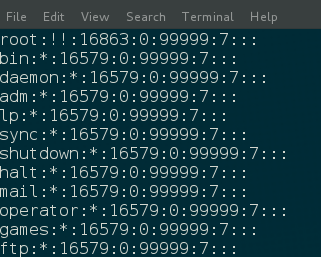 File Edit View Search Terminal Help
root:!!:16863:0:99999:7:::
bin:*:16579:0:99999:7:::
daemon:*:16579:0:99999:7:::
adm:*:16579:0:99999:7:::
lp:*:16579:0:99999:7:::
sync:*:16579:0:99999:7:::
shutdown:*:16579:0:99999:7:::
halt:*:16579:0:99999:7:::
mail:*:16579:0:99999:7:::
operator:*:16579:0:99999:7:::
games:*:16579:0:99999:7:::
ftp:*:16579:0:99999:7:::